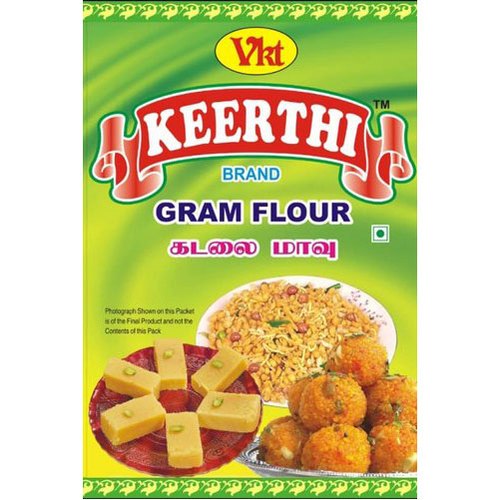 Vkt
KEERTHI
TM
BRAND
GRAM FLOUR
கடலை மாவு
Photograph Shown on this Packet
is of the Final Product and not the
Contents of this Pack